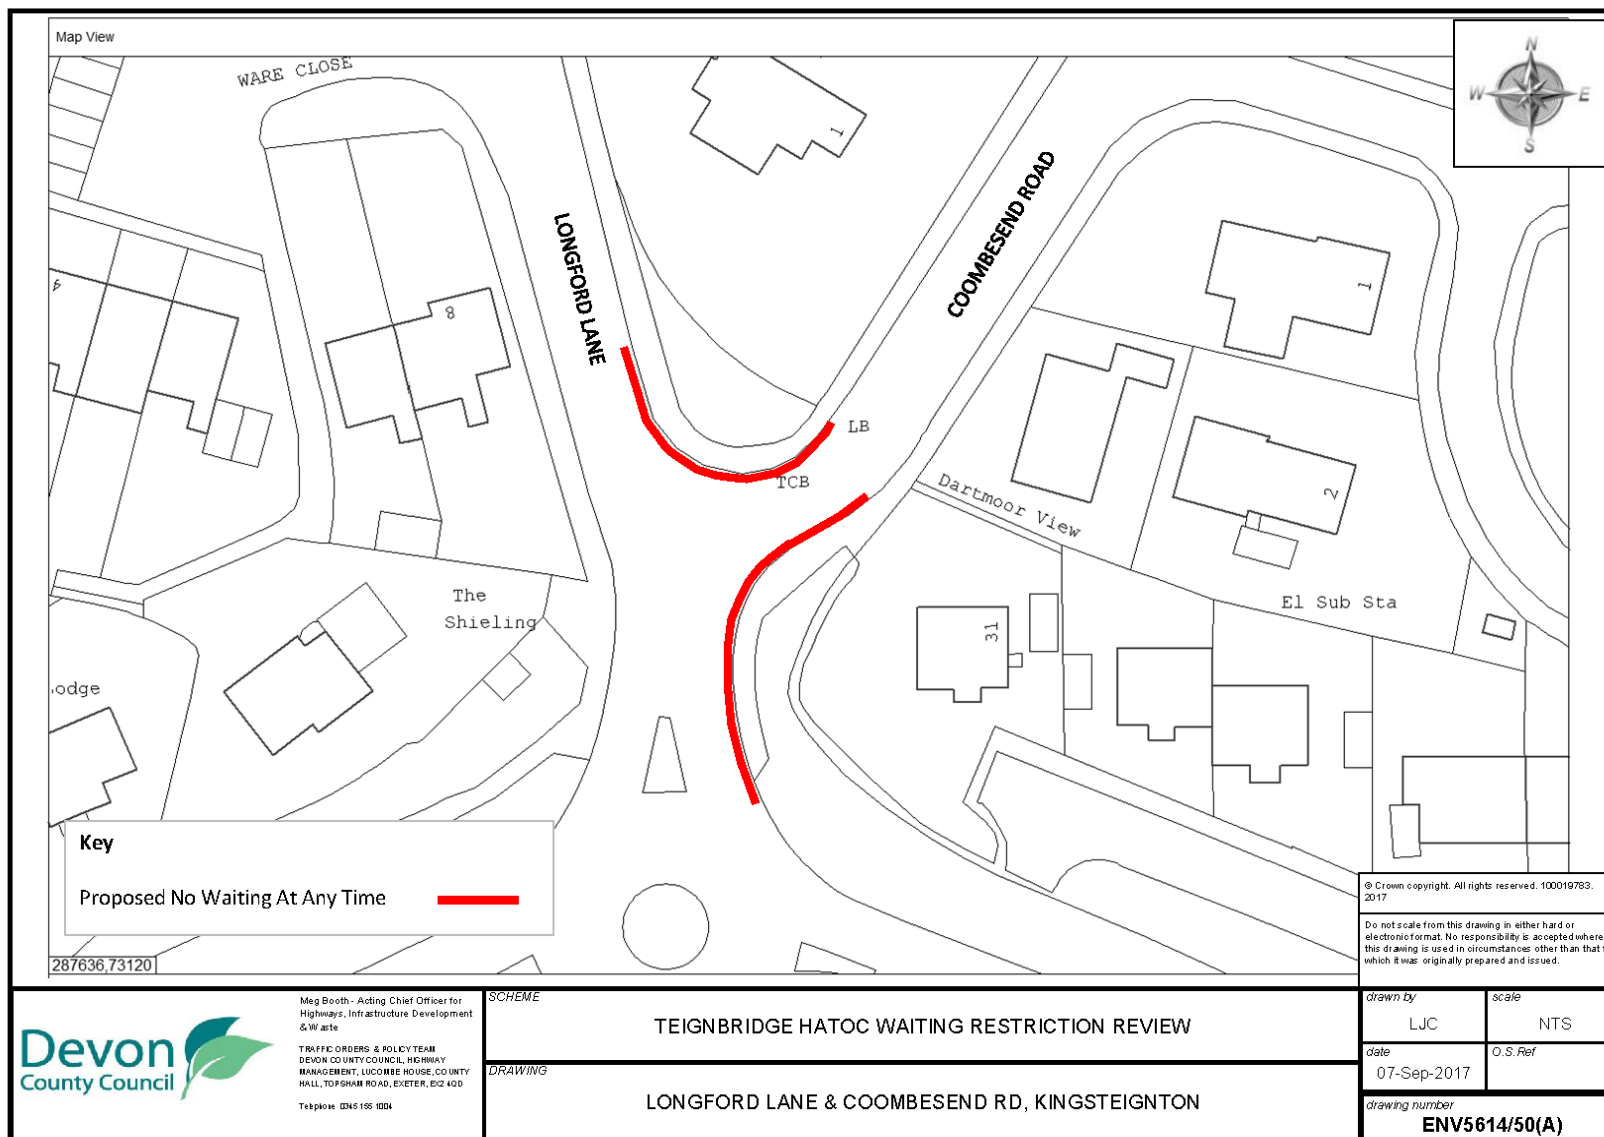 Map View
N
W E
S
WARE CLOSE
1
LONGFORD LANE
COOMBESEND ROAD
4
8
1
LB
TCB
Dartmoor View
2
The
Shieling
El Sub Sta
31
odge
Key
Proposed No Waiting At Any Time
287636,73120
© Crown copyright. All rights reserved. 100019783.
2017
Do not scale from this drawing in either hard or
electronic format. No responsibility is accepted where
this drawing is used in circumstances other than that
which it was originally prepared and issued.
Devon
County Council
Meg Booth - Acting Chief Officer for
Highways, Infrastructure Development
& Waste
TRAFFIC ORDERS & POLICY TEAM
DEVON COUNTY COUNCIL, HIGHWAY
MANAGEMENT, LUCOMBE HOUSE, COUNTY
HALL, TOPSHAM ROAD, EXETER, EX2 4QD
Telephone 0345 155 1004
SCHEME
TEIGNBRIDGE HATOC WAITING RESTRICTION REVIEW
DRAWING
LONGFORD LANE & COOMBESEND RD, KINGSTEIGNTON
drawn by
LJC
scale
NTS
date
07-Sep-2017
O.S.Ref
drawing number
ENV5614/50(A)